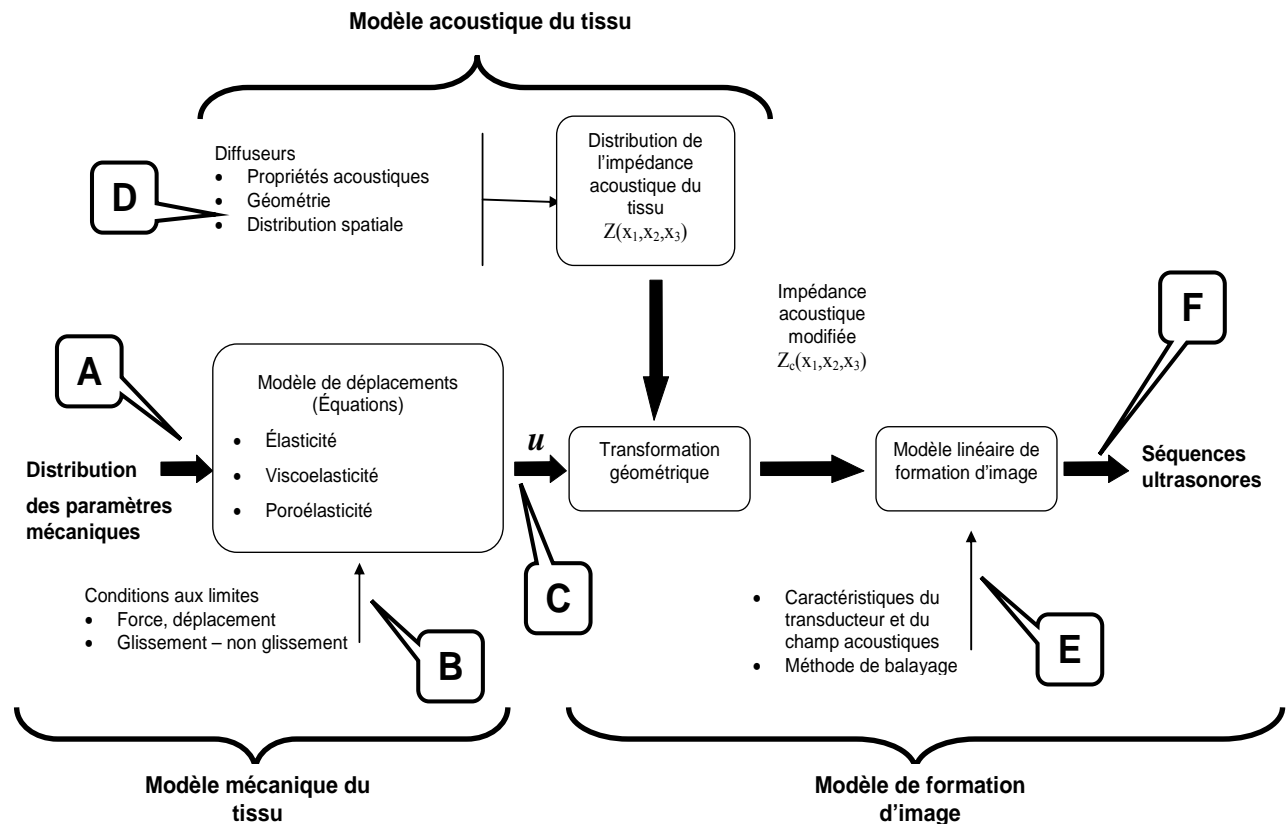 Modèle acoustique du tissu
Diffuseurs
• Propriétés acoustiques
• Géométrie
• Distribution spatiale
D
Distribution de
l'impédance
acoustique du
tissu
Z(x₁,x₂,x₃)
Impédance
acoustique
modifiée
Z_c(x₁,x₂,x₃)
F
A
Distribution
des paramètres
mécaniques
Modèle de déplacements
(Équations)
• Élasticité
• Viscoelasticité
• Poroélasticité
u
Transformation
géométrique
Modèle linéaire de
formation d'image
Séquences
ultrasonores
Conditions aux limites
• Force, déplacement
• Glissement – non glissement
B
C
• Caractéristiques du
transducteur et du
champ acoustiques
• Méthode de balayage
E
Modèle mécanique du
tissu
Modèle de formation
d'image